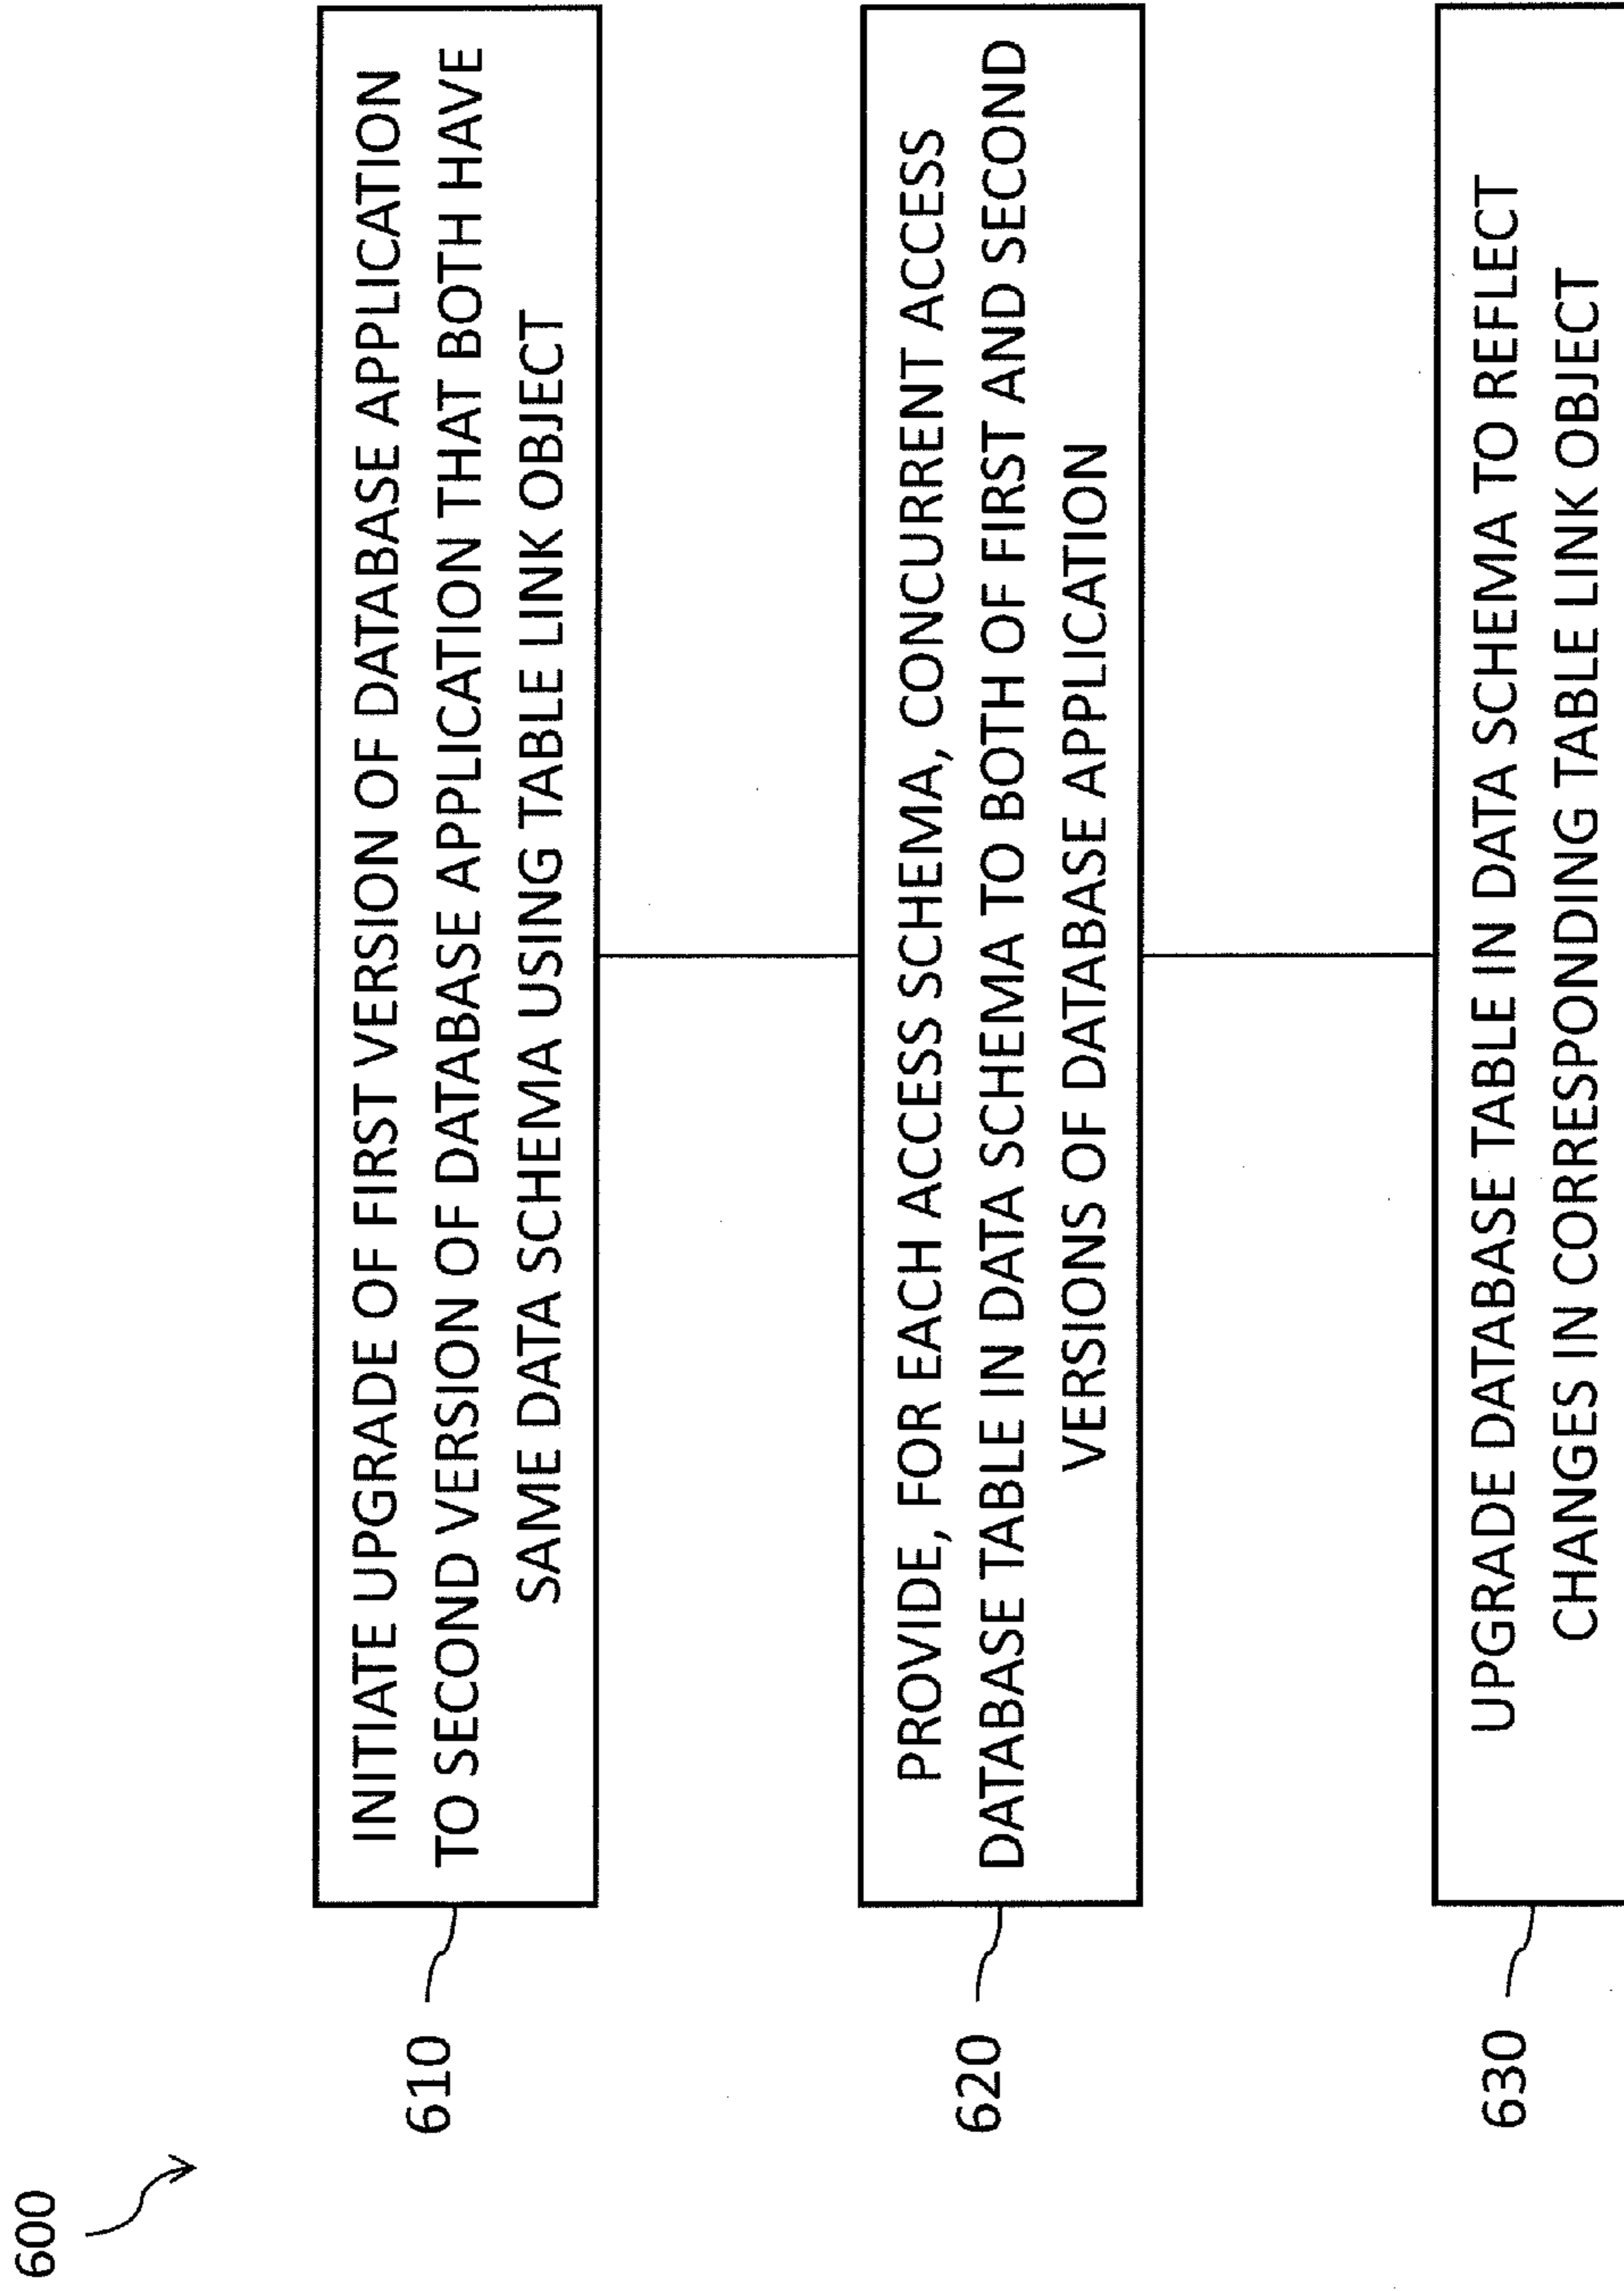 600
610
INITIATE UPGRADE OF FIRST VERSION OF DATABASE APPLICATION
TO SECOND VERSION OF DATABASE APPLICATION THAT BOTH HAVE
SAME DATA SCHEMA USING TABLE LINK OBJECT
620
PROVIDE, FOR EACH ACCESS SCHEMA, CONCURRENT ACCESS
DATABASE TABLE IN DATA SCHEMA TO BOTH OF FIRST AND SECOND
VERSIONS OF DATABASE APPLICATION
630
UPGRADE DATABASE TABLE IN DATA SCHEMA TO REFLECT
CHANGES IN CORRESPONDING TABLE LINK OBJECT